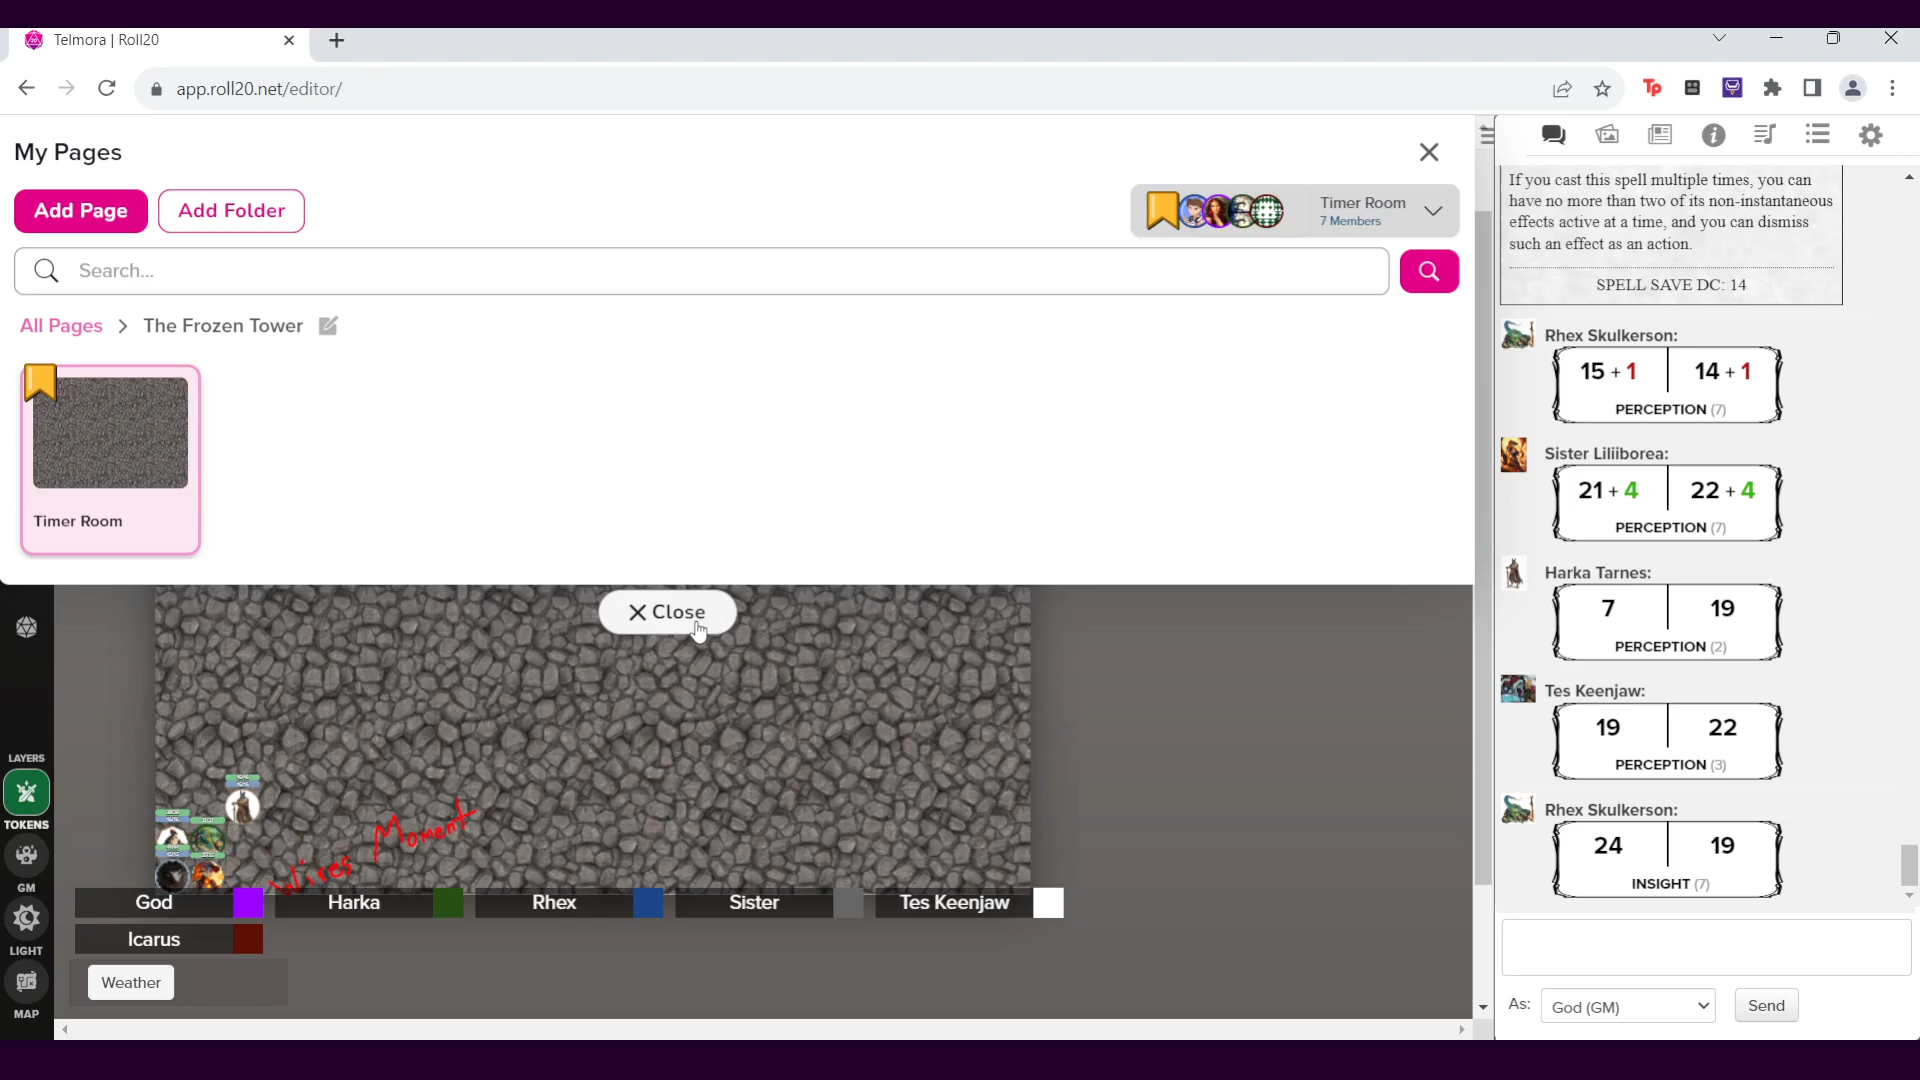 Telmora | Roll20
app.roll20.net/editor/
My Pages
Add Page
Add Folder
Timer Room
7 Members
Search...
All Pages > The Frozen Tower
Timer Room
Close
LAYERS
TOKENS
GM
LIGHT
MAP
Wires Moment
God
Harka
Rhex
Sister
Tes Keenjaw
Icarus
Weather
If you cast this spell multiple times, you can
have no more than two of its non-instantaneous
effects active at a time, and you can dismiss
such an effect as an action.
SPELL SAVE DC: 14
Rhex Skulkerson:
15 + 1 14 + 1
PERCEPTION (7)
Sister Liliiborea:
21 + 4 22 + 4
PERCEPTION (7)
Harka Tarnes:
7 19
PERCEPTION (2)
Tes Keenjaw:
19 22
PERCEPTION (3)
Rhex Skulkerson:
24 19
INSIGHT (7)
As: God (GM) Send